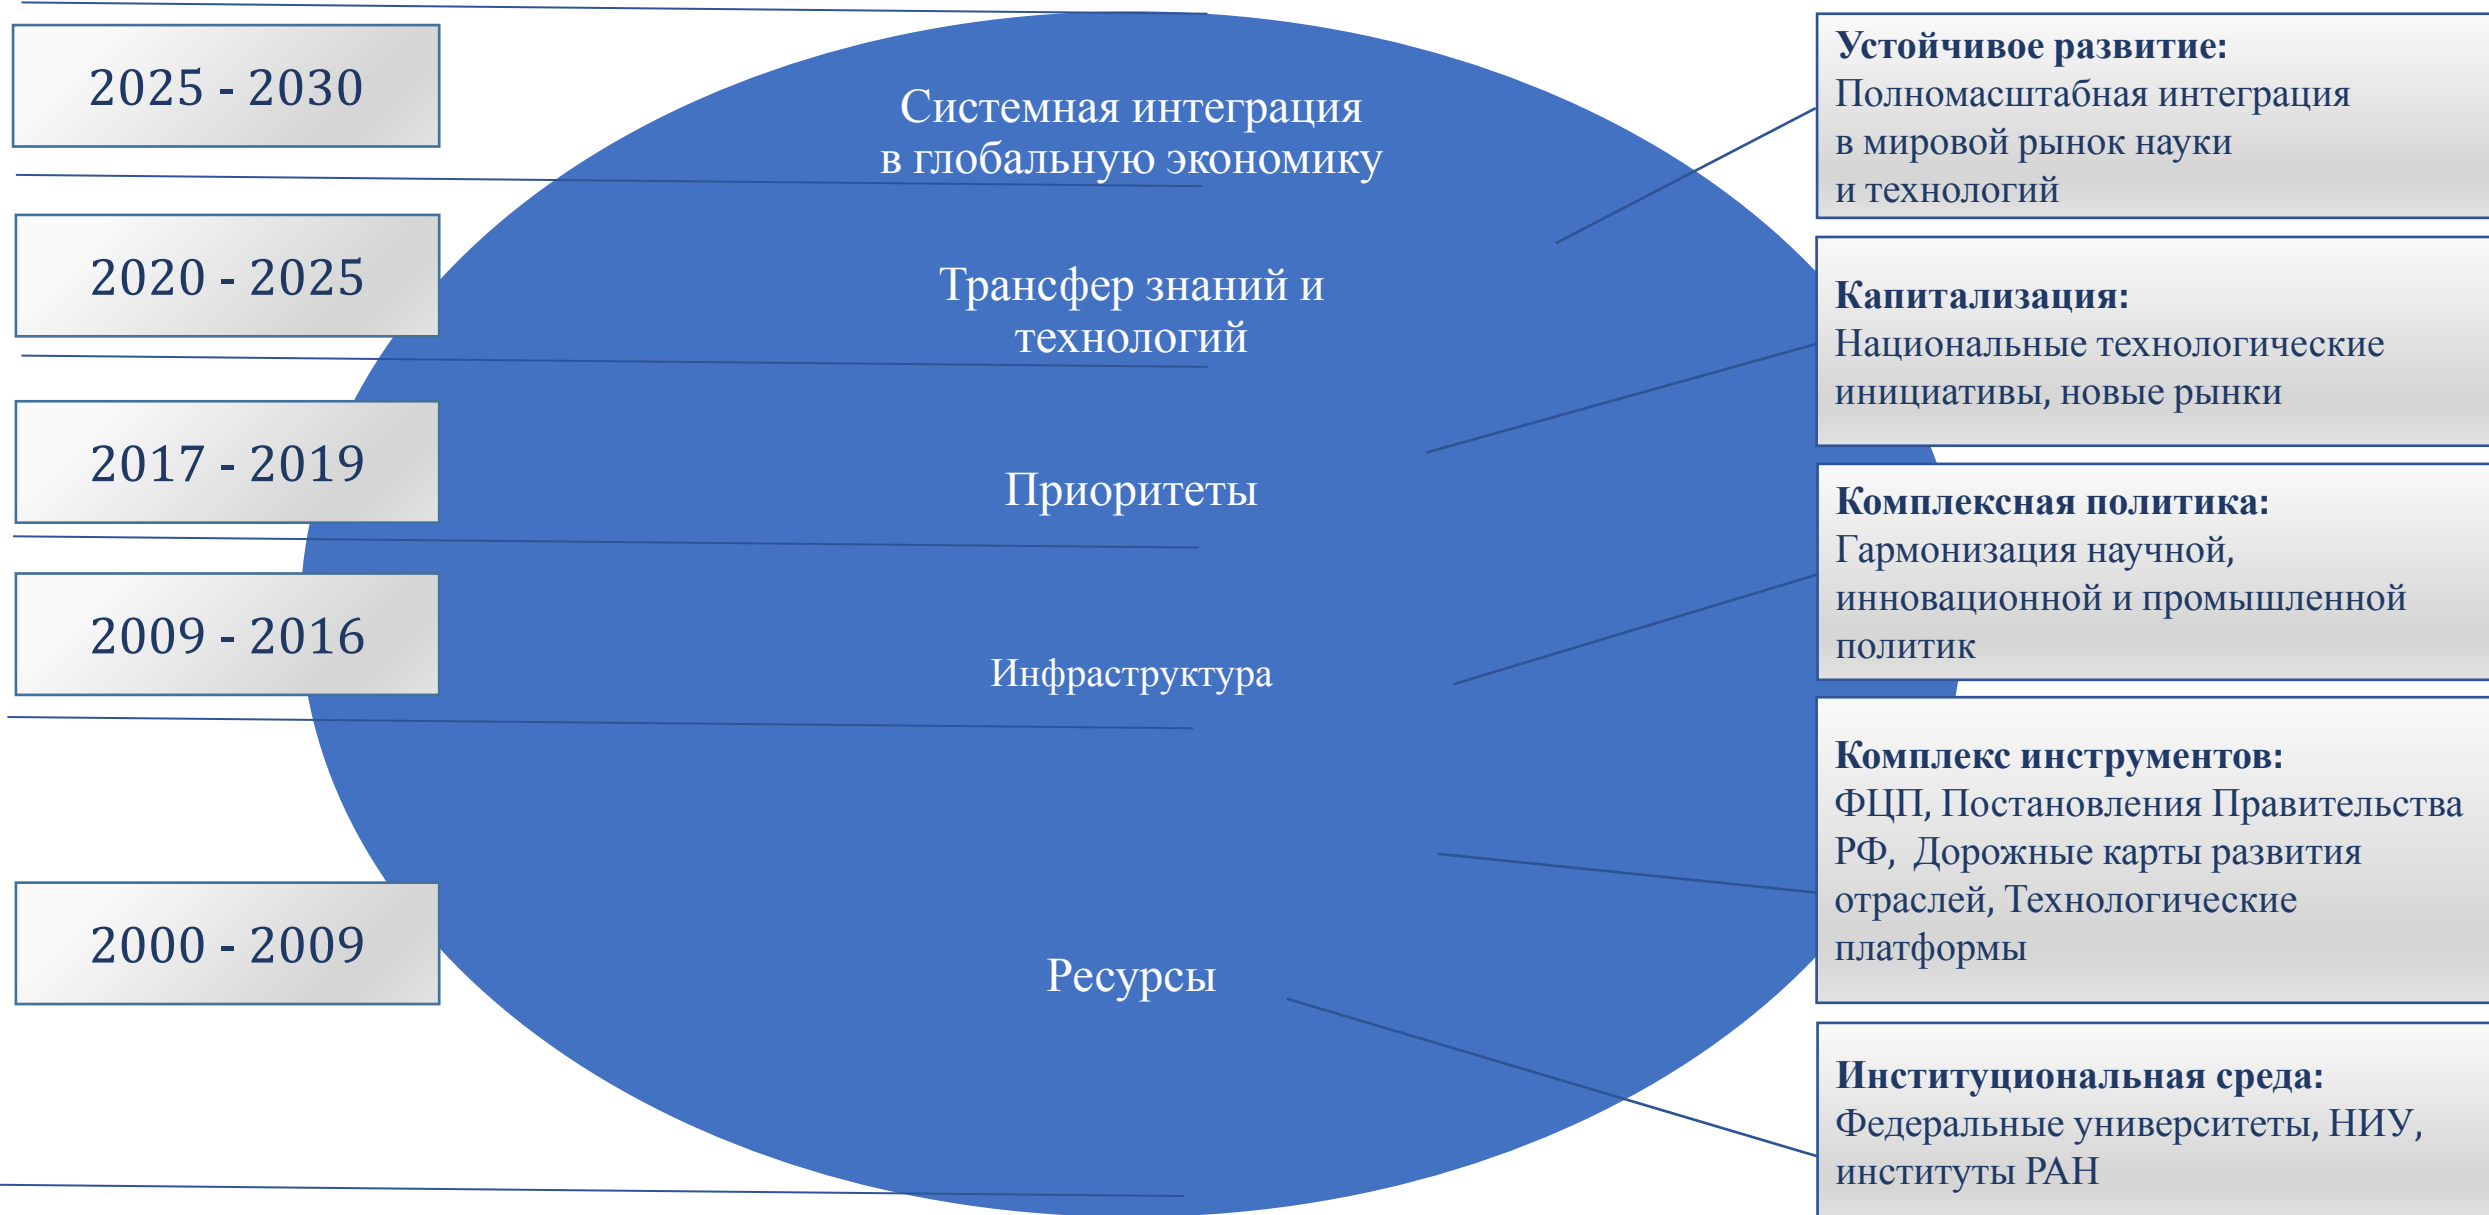 2025 - 2030
2020 - 2025
2017 - 2019
2009 - 2016
2000 - 2009
Системная интеграция
в глобальную экономику
Трансфер знаний и
технологий
Приоритеты
Инфраструктура
Ресурсы
Устойчивое развитие:
Полномасштабная интеграция
в мировой рынок науки
и технологий
Капитализация:
Национальные технологические
инициативы, новые рынки
Комплексная политика:
Гармонизация научной,
инновационной и промышленной
политик
Комплекс инструментов:
ФЦП, Постановления Правительства
РФ, Дорожные карты развития
отраслей, Технологические
платформы
Институциональная среда:
Федеральные университеты, НИУ,
институты РАН